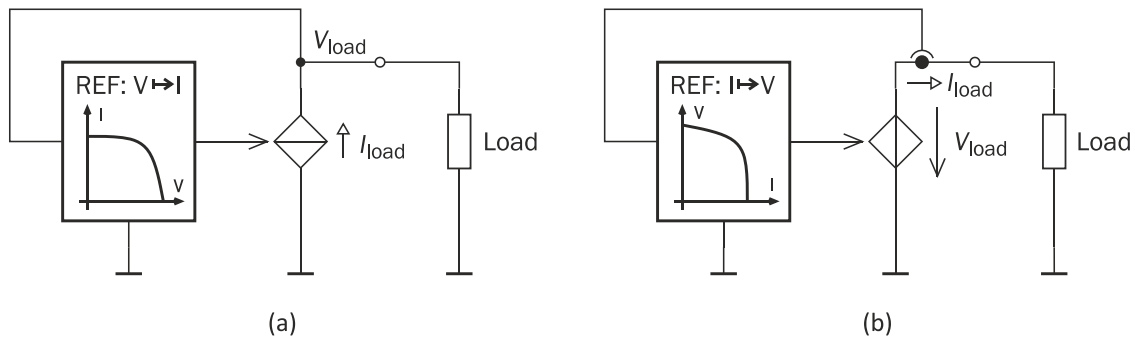 V_load
REF: V↦I
I
V
I_load
Load
(a)
REF: I↦V
V
I
I_load
V_load
Load
(b)